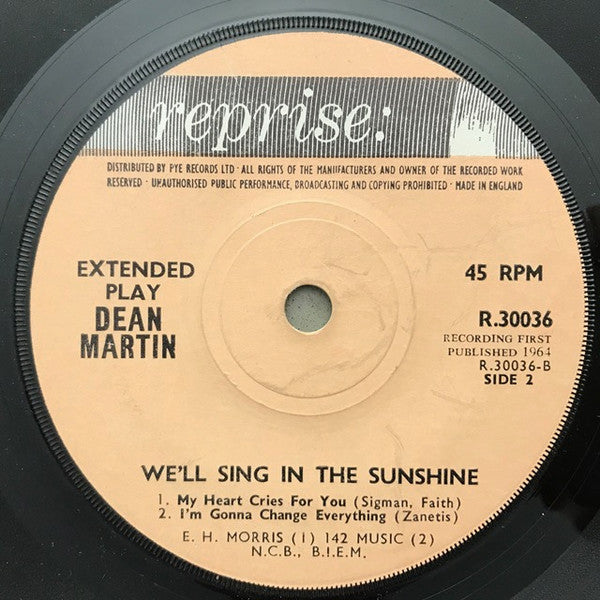 reprise:
DISTRIBUTED BY PYE RECORDS LTD · ALL RIGHTS OF THE MANUFACTURERS AND OWNER OF THE RECORDED WORK
RESERVED · UNAUTHORISED PUBLIC PERFORMANCE, BROADCASTING AND COPYING PROHIBITED · MADE IN ENGLAND
EXTENDED
PLAY
DEAN
MARTIN
45 RPM
R.30036
RECORDING FIRST
PUBLISHED 1964
R.30036-B
SIDE 2
WE'LL SING IN THE SUNSHINE
1. My Heart Cries For You (Sigman, Faith)
2. I'm Gonna Change Everything (Zanetis)
E. H. MORRIS (1) 142 MUSIC (2)
N.C.B., B.I.E.M.